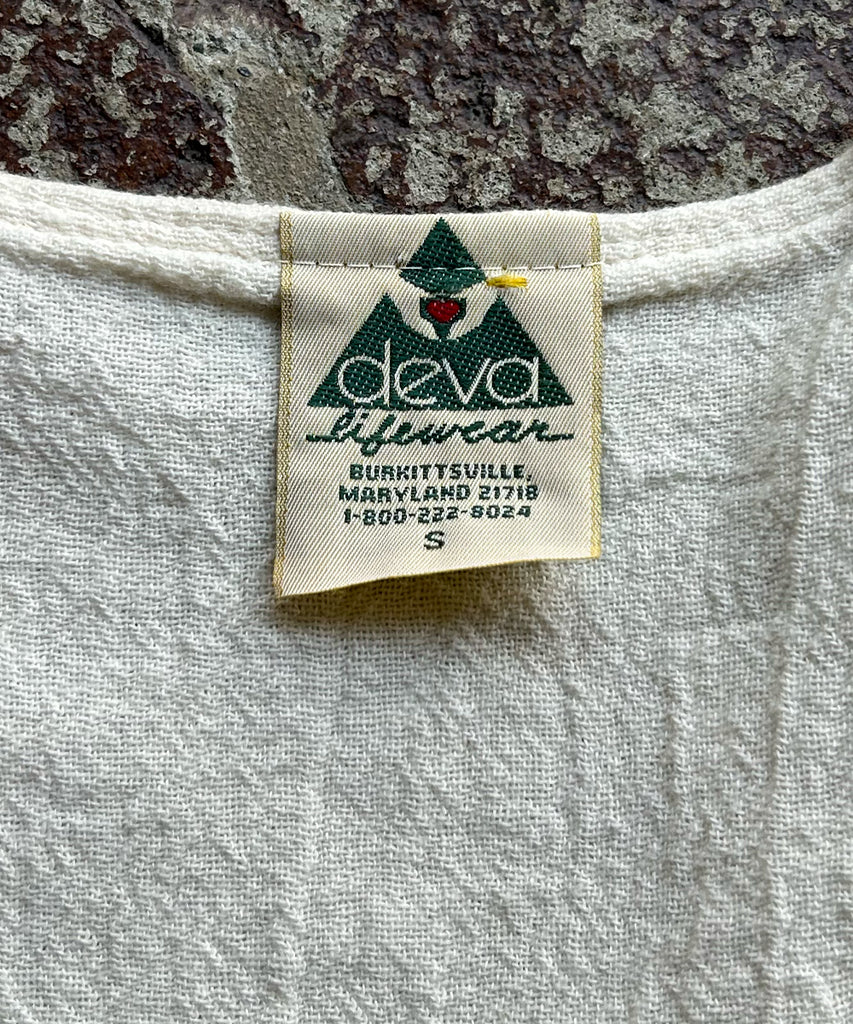 deva
lifewear
BURKITTSVILLE,
MARYLAND 21718
1-800-222-8024
S